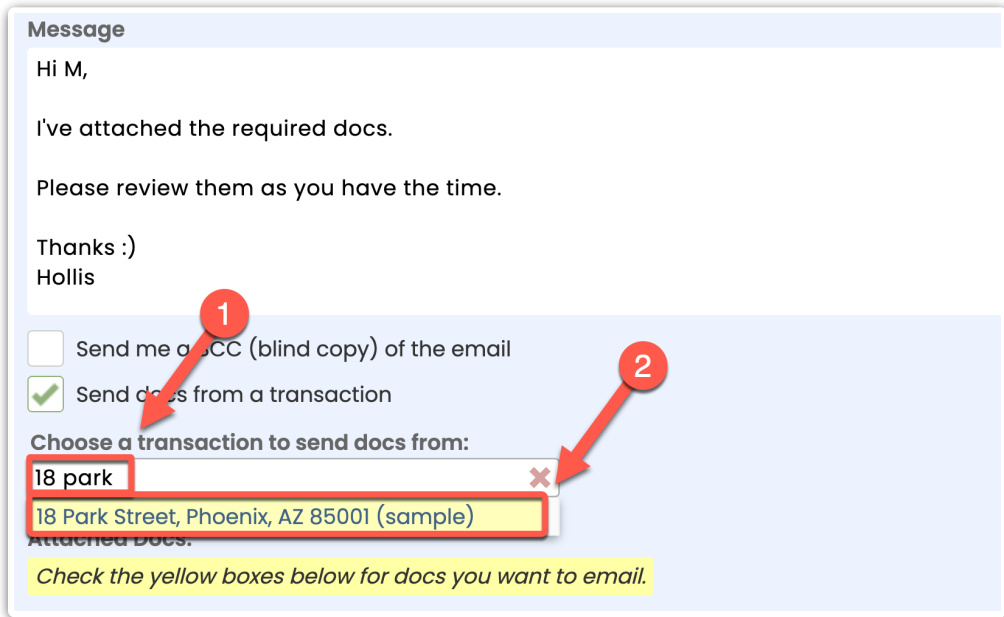 Message
Hi M,
I've attached the required docs.
Please review them as you have the time.
Thanks :)
Hollis
1
Send me a BCC (blind copy) of the email
2
Send docs from a transaction
Choose a transaction to send docs from:
18 park
18 Park Street, Phoenix, AZ 85001 (sample)
Attached Docs:
Check the yellow boxes below for docs you want to email.